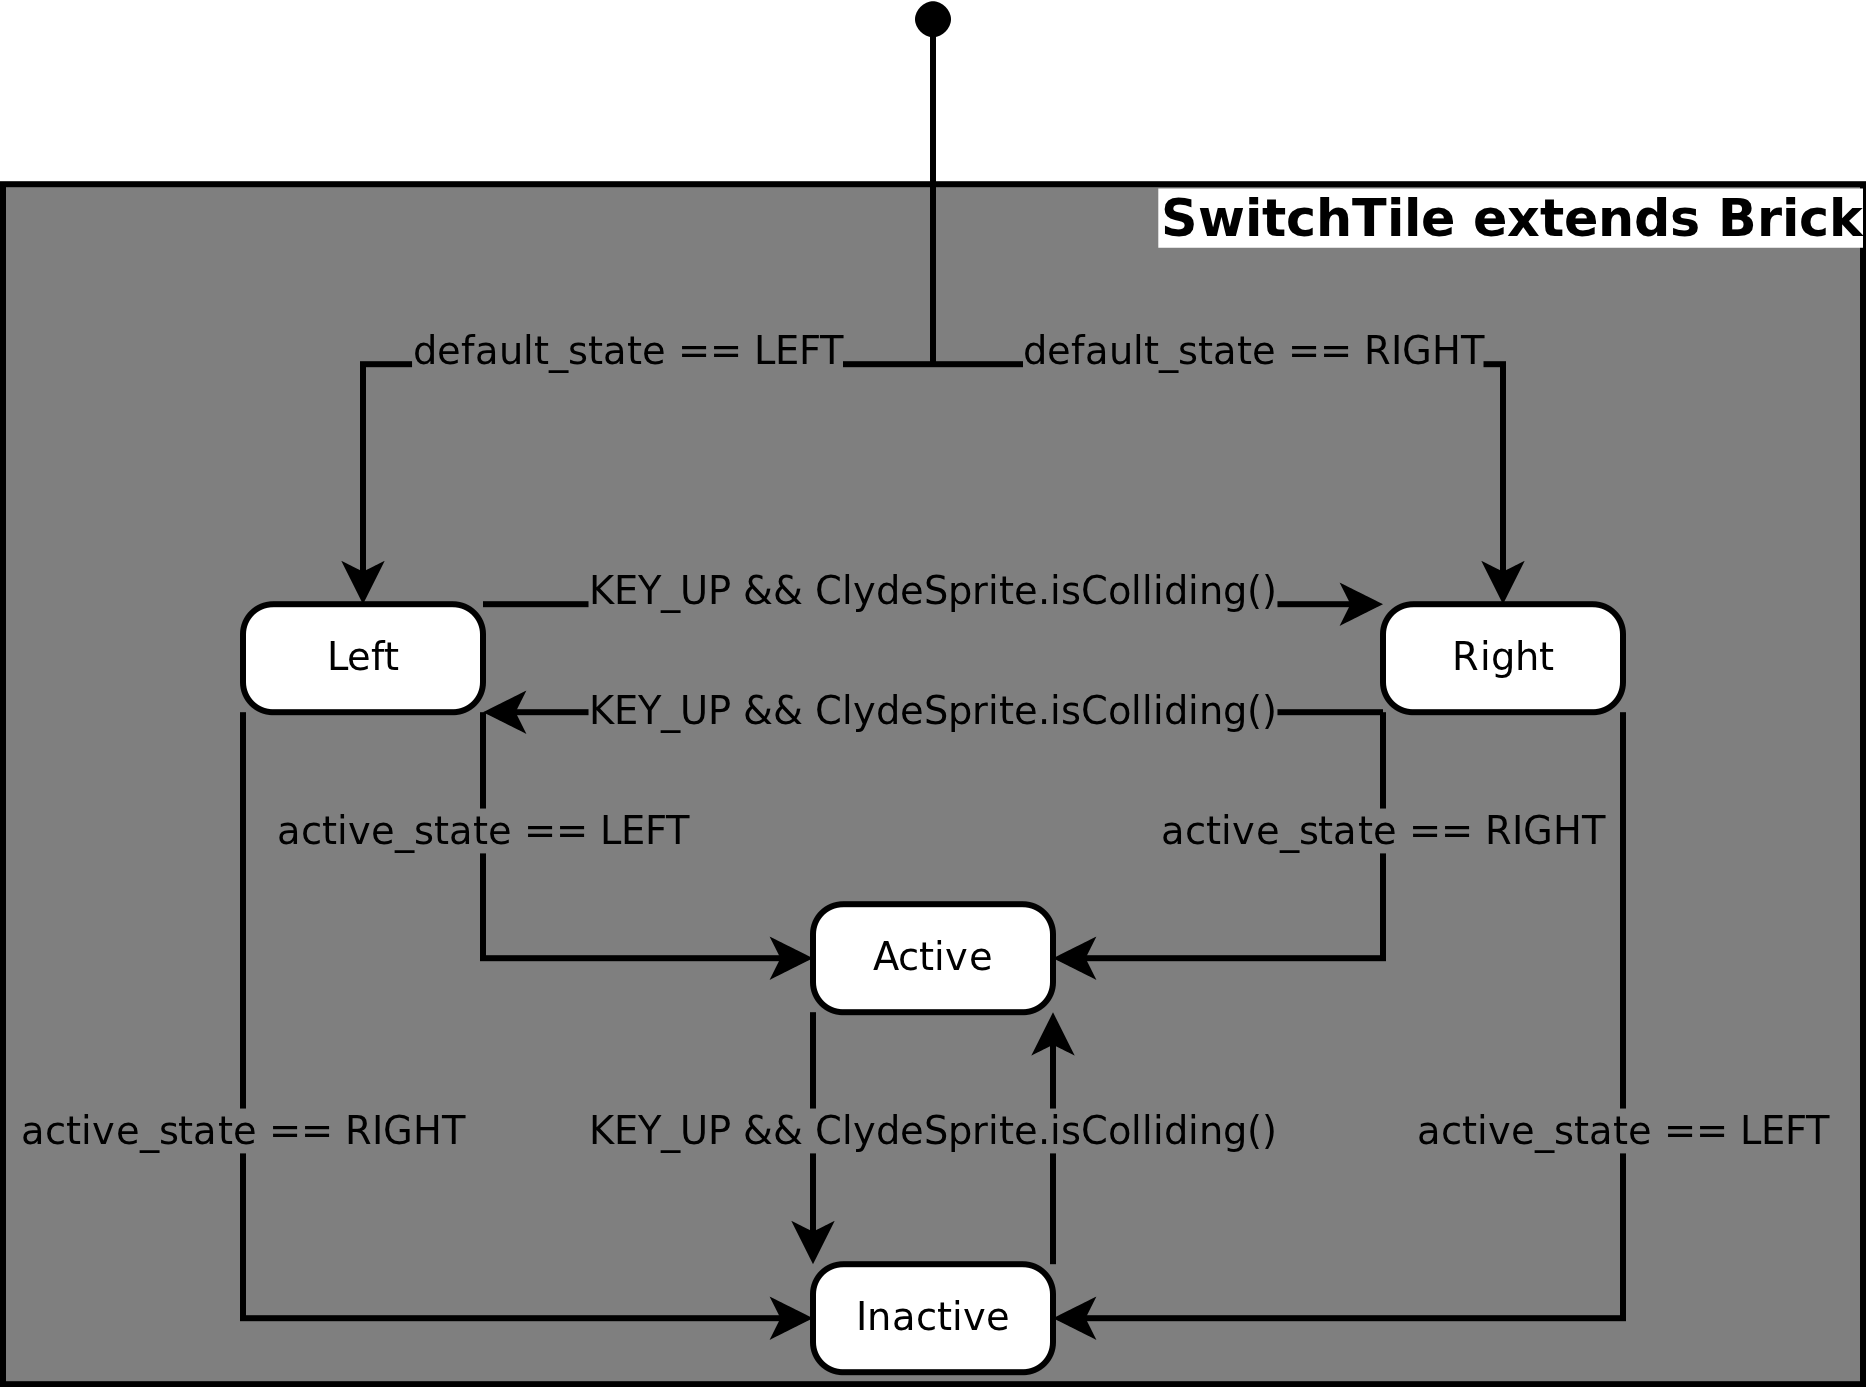 SwitchTile extends Brick
default_state == LEFT
default_state == RIGHT
KEY_UP && ClydeSprite.isColliding()
Left
Right
KEY_UP && ClydeSprite.isColliding()
active_state == LEFT
active_state == RIGHT
Active
active_state == RIGHT
KEY_UP && ClydeSprite.isColliding()
active_state == LEFT
Inactive